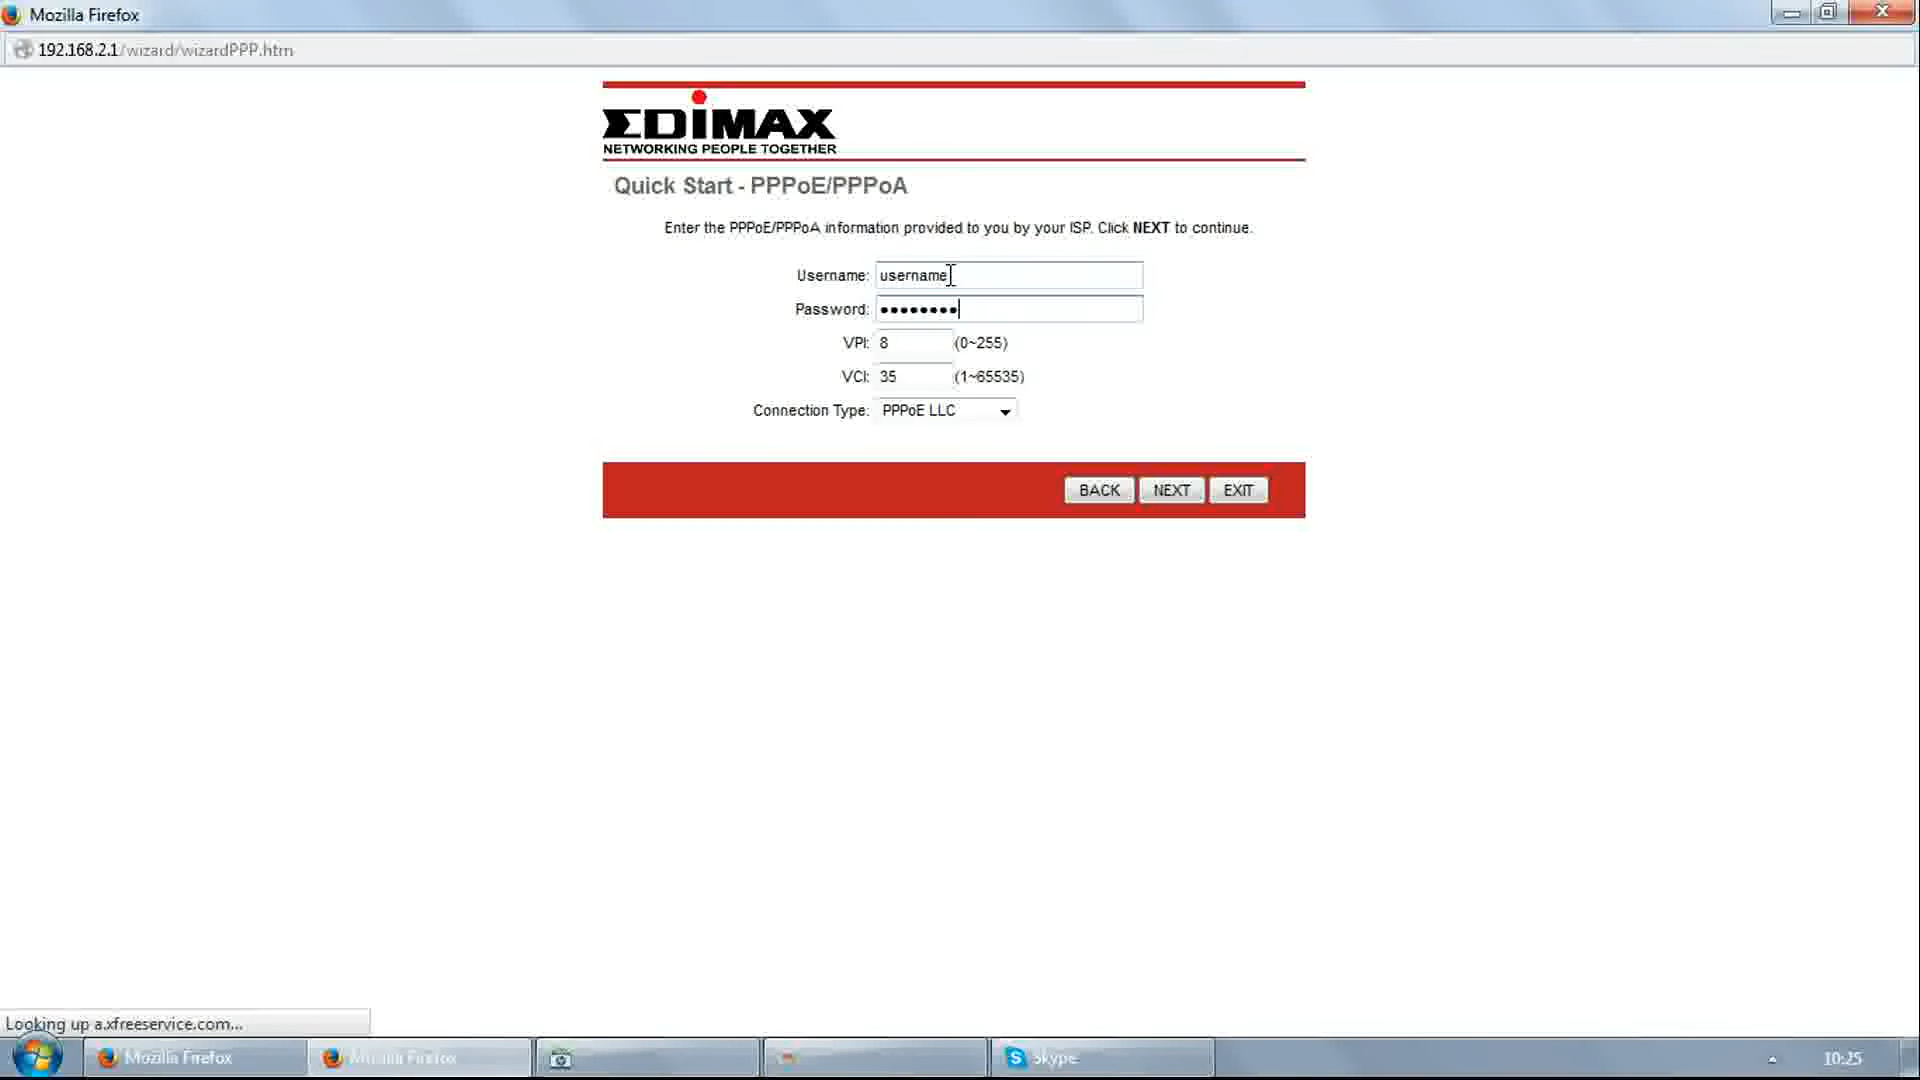 Mozilla Firefox
192.168.2.1/wizard/wizardPPP.htm
EDiMAX
NETWORKING PEOPLE TOGETHER
Quick Start - PPPoE/PPPoA
Enter the PPPoE/PPPoA information provided to you by your ISP. Click NEXT to continue.
Username: username
Password: ••••••••
VPI: 8 (0~255)
VCI: 35 (1~65535)
Connection Type: PPPoE LLC
BACK NEXT EXIT
Looking up a.xfreeservice.com...
Mozilla Firefox Mozilla Firefox Skype 10:25